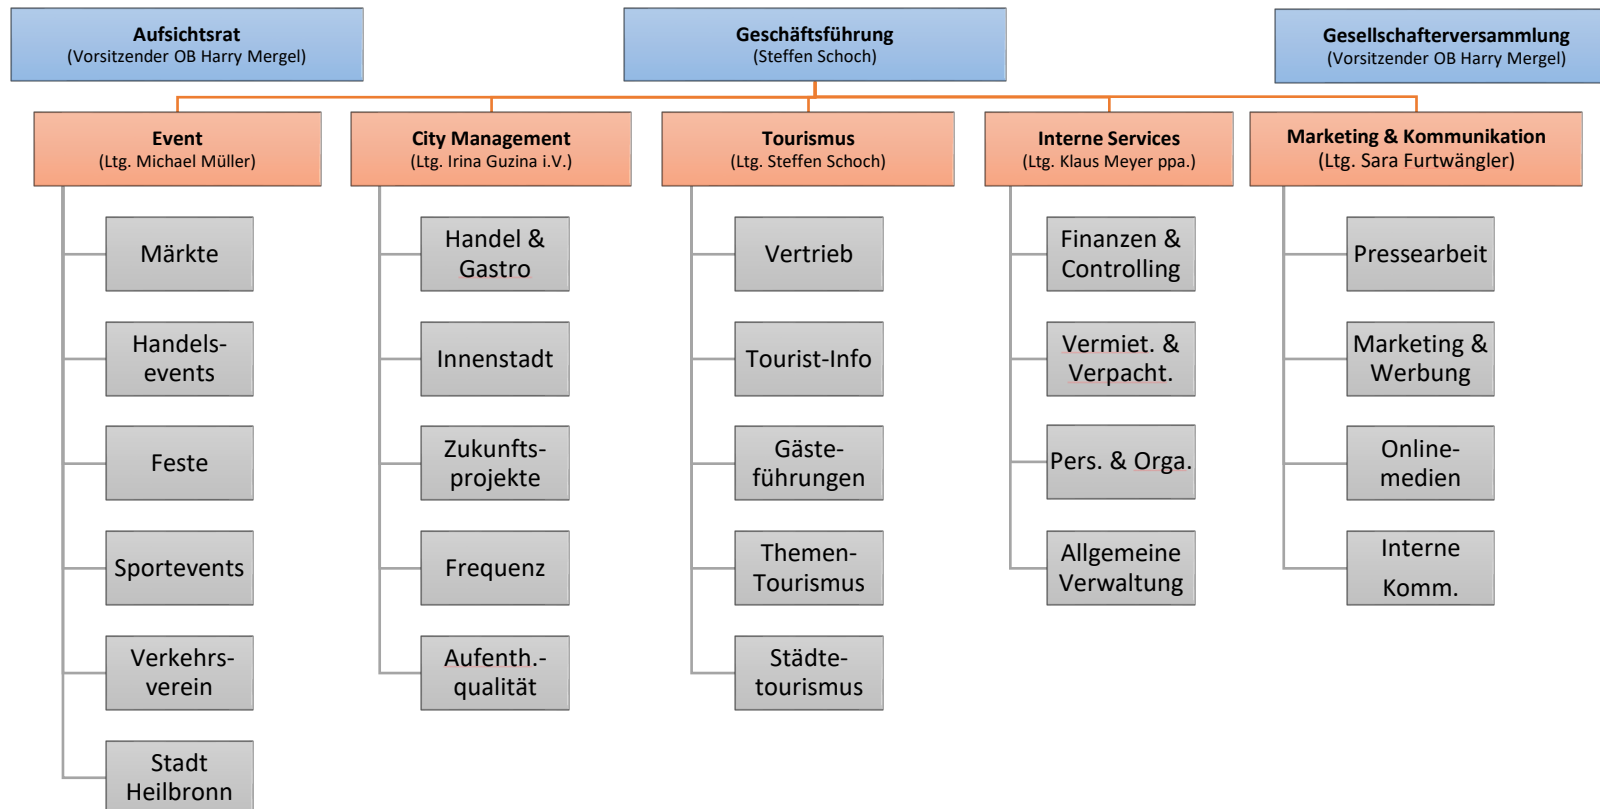 Aufsichtsrat
(Vorsitzender OB Harry Mergel)
Geschäftsführung
(Steffen Schoch)
Gesellschafterversammlung
(Vorsitzender OB Harry Mergel)
Event
(Ltg. Michael Müller)
City Management
(Ltg. Irina Guzina i.V.)
Tourismus
(Ltg. Steffen Schoch)
Interne Services
(Ltg. Klaus Meyer ppa.)
Marketing & Kommunikation
(Ltg. Sara Furtwängler)
Märkte
Handels-
events
Feste
Sportevents
Verkehrs-
verein
Stadt
Heilbronn
Handel &
Gastro
Innenstadt
Zukunfts-
projekte
Frequenz
Aufenth.-
qualität
Vertrieb
Tourist-Info
Gäste-
führungen
Themen-
Tourismus
Städte-
tourismus
Finanzen &
Controlling
Vermiet. &
Verpacht.
Pers. & Orga.
Allgemeine
Verwaltung
Pressearbeit
Marketing &
Werbung
Online-
medien
Interne
Komm.